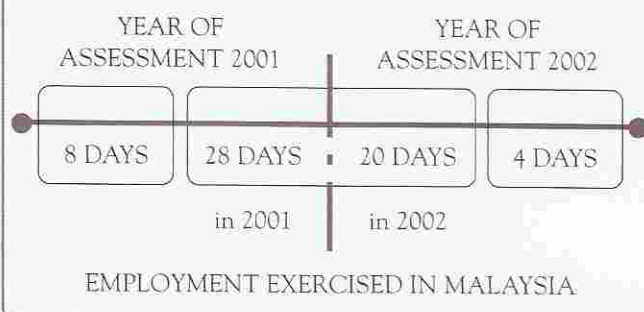 YEAR OF
ASSESSMENT 2001
YEAR OF
ASSESSMENT 2002
8 DAYS
28 DAYS
20 DAYS
4 DAYS
in 2001
in 2002
EMPLOYMENT EXERCISED IN MALAYSIA